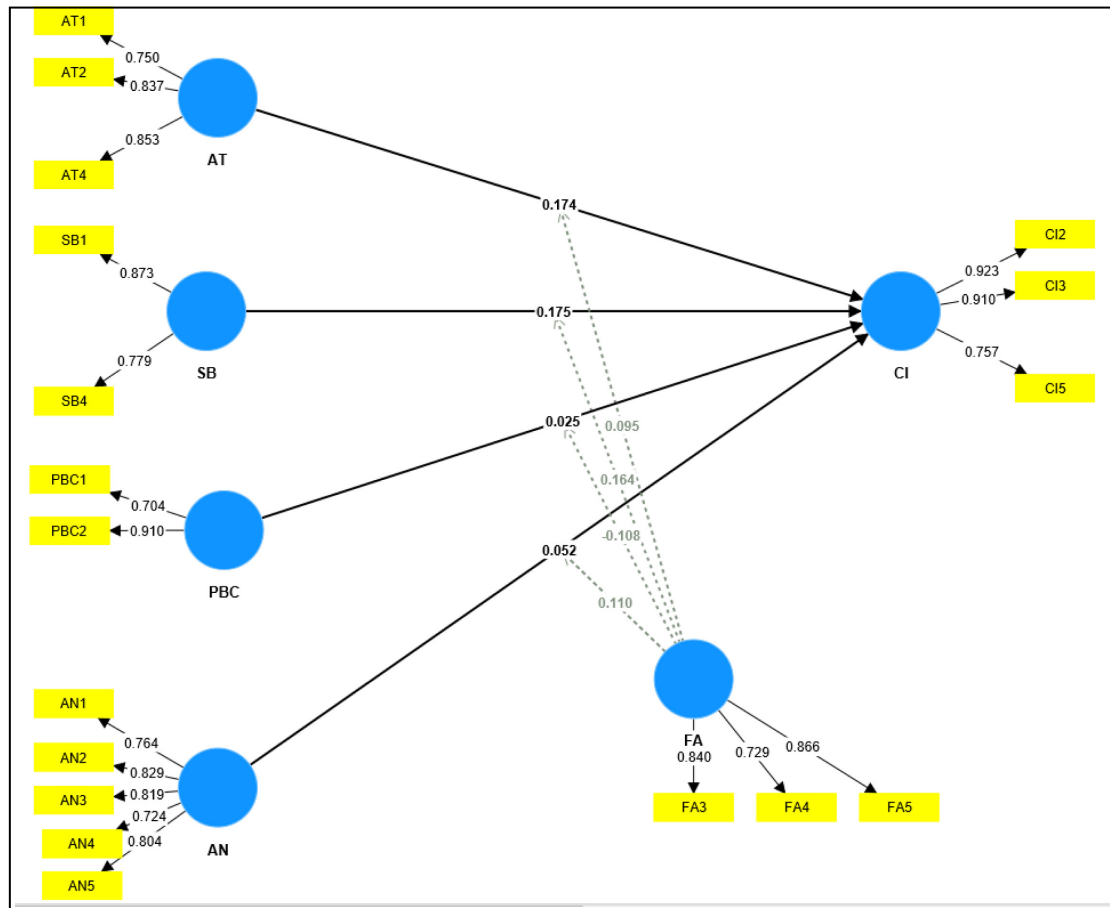 AT1
0.750
AT2
0.837
0.853
AT4
AT
0.174
SB1
0.873
0.779
SB4
SB
0.175
CI2
0.923
CI3
0.910
0.757
CI5
CI
PBC1
0.704
PBC2
0.910
PBC
0.025
0.095
0.164
-0.108
0.052
0.110
AN1
0.764
AN2
0.829
AN3
0.819
0.724
AN4
0.804
AN5
AN
FA
0.840
0.729
0.866
FA3
FA4
FA5